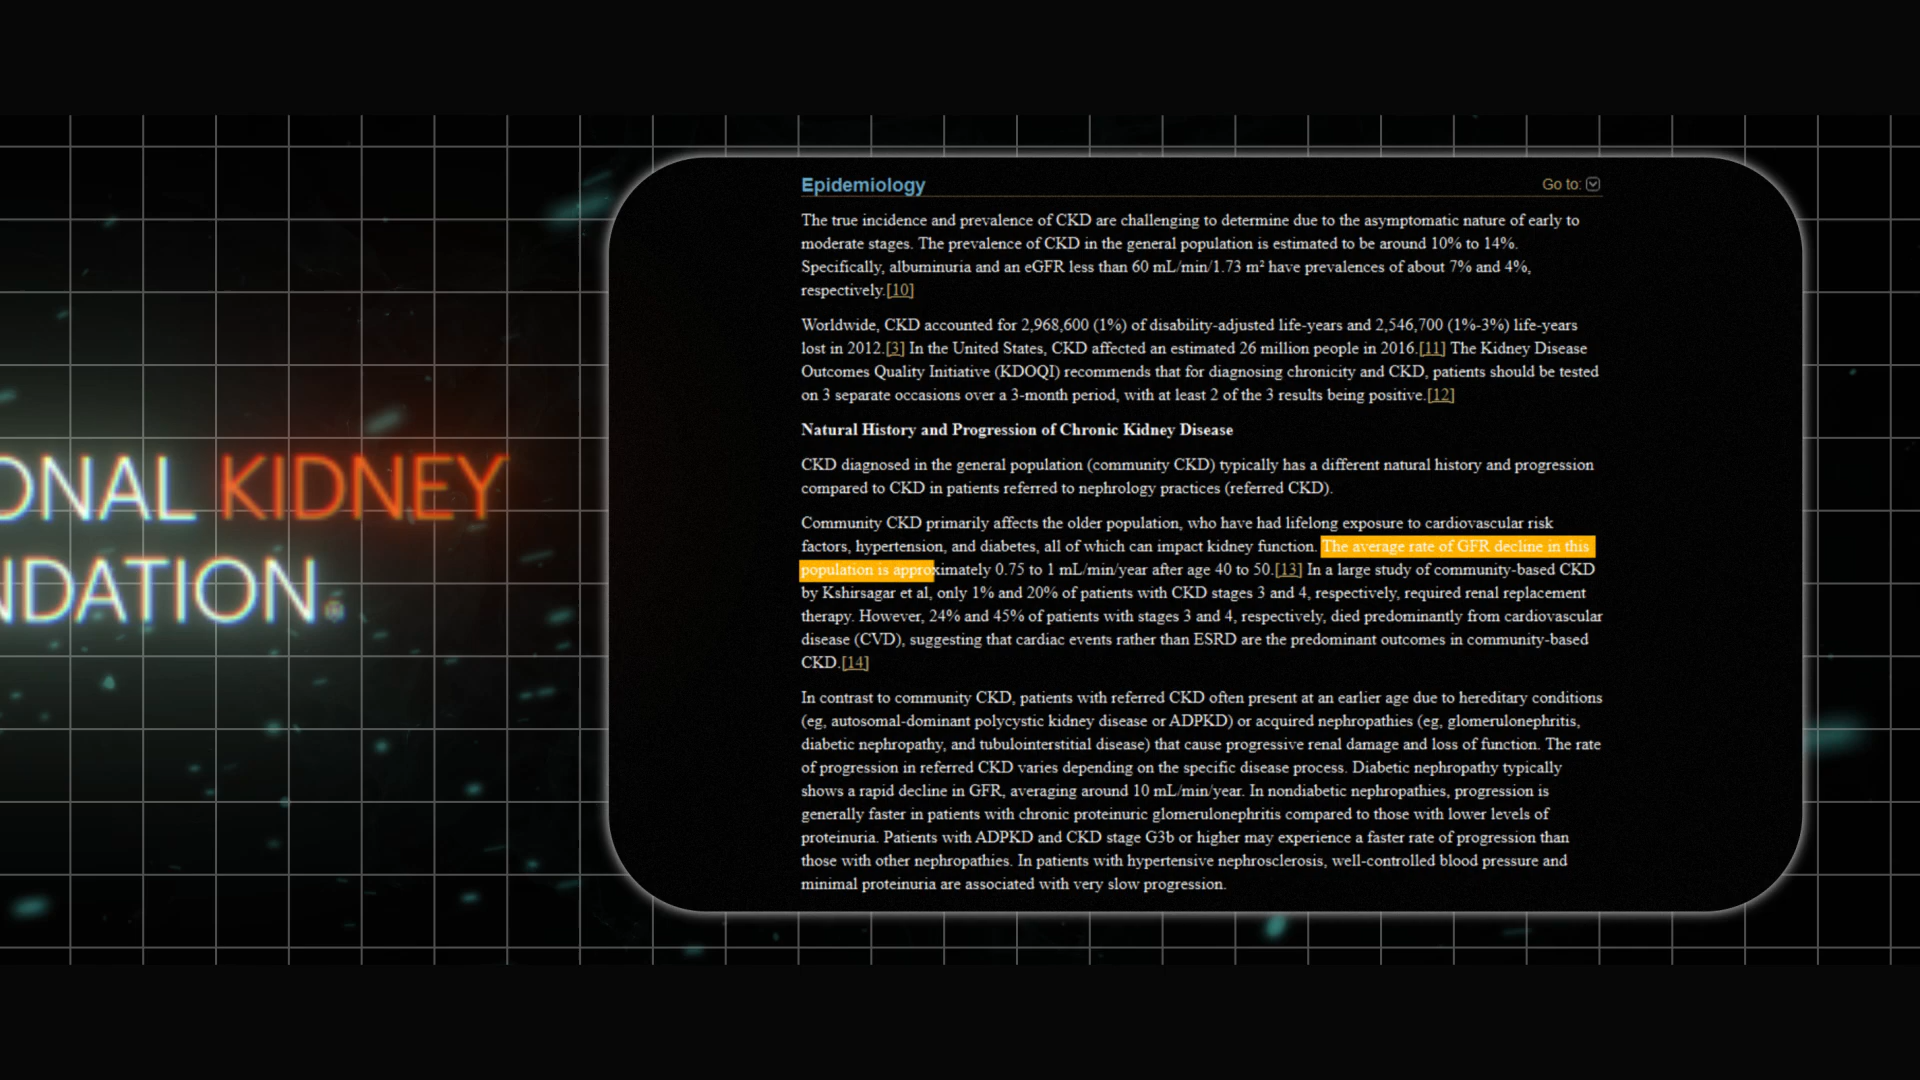 ONAL KIDNEY
NDATION
Epidemiology
Go to:
The true incidence and prevalence of CKD are challenging to determine due to the asymptomatic nature of early to
moderate stages. The prevalence of CKD in the general population is estimated to be around 10% to 14%.
Specifically, albuminuria and an eGFR less than 60 mL/min/1.73 m² have prevalences of about 7% and 4%,
respectively.[10]
Worldwide, CKD accounted for 2,968,600 (1%) of disability-adjusted life-years and 2,546,700 (1%-3%) life-years
lost in 2012.[3] In the United States, CKD affected an estimated 26 million people in 2016.[11] The Kidney Disease
Outcomes Quality Initiative (KDOQI) recommends that for diagnosing chronicity and CKD, patients should be tested
on 3 separate occasions over a 3-month period, with at least 2 of the 3 results being positive.[12]
Natural History and Progression of Chronic Kidney Disease
CKD diagnosed in the general population (community CKD) typically has a different natural history and progression
compared to CKD in patients referred to nephrology practices (referred CKD).
Community CKD primarily affects the older population, who have had lifelong exposure to cardiovascular risk
factors, hypertension, and diabetes, all of which can impact kidney function. The average rate of GFR decline in this
population is approximately 0.75 to 1 mL/min/year after age 40 to 50.[13] In a large study of community-based CKD
by Kshirsagar et al, only 1% and 20% of patients with CKD stages 3 and 4, respectively, required renal replacement
therapy. However, 24% and 45% of patients with stages 3 and 4, respectively, died predominantly from cardiovascular
disease (CVD), suggesting that cardiac events rather than ESRD are the predominant outcomes in community-based
CKD.[14]
In contrast to community CKD, patients with referred CKD often present at an earlier age due to hereditary conditions
(eg, autosomal-dominant polycystic kidney disease or ADPKD) or acquired nephropathies (eg, glomerulonephritis,
diabetic nephropathy, and tubulointerstitial disease) that cause progressive renal damage and loss of function. The rate
of progression in referred CKD varies depending on the specific disease process. Diabetic nephropathy typically
shows a rapid decline in GFR, averaging around 10 mL/min/year. In nondiabetic nephropathies, progression is
generally faster in patients with chronic proteinuric glomerulonephritis compared to those with lower levels of
proteinuria. Patients with ADPKD and CKD stage G3b or higher may experience a faster rate of progression than
those with other nephropathies. In patients with hypertensive nephrosclerosis, well-controlled blood pressure and
minimal proteinuria are associated with very slow progression.